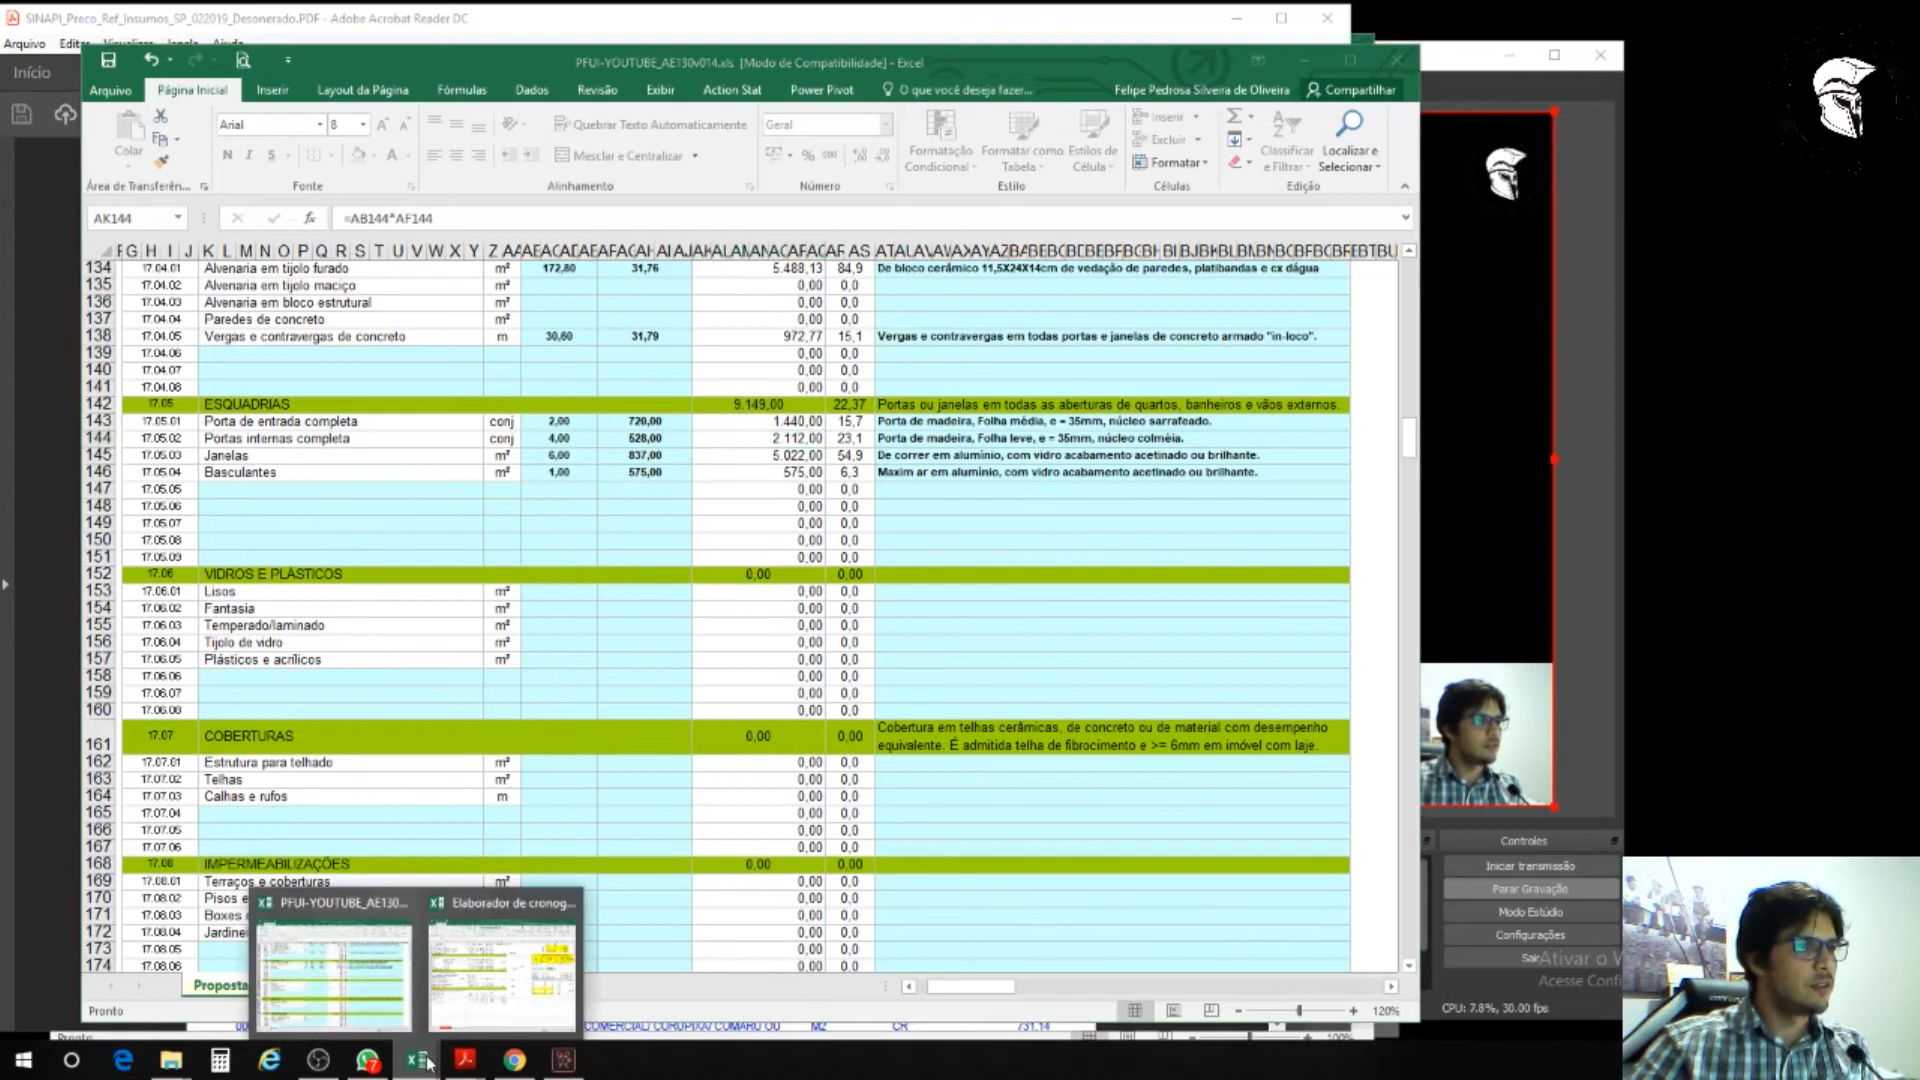 SINAPI_Preco_Ref_Insumos_SP_022019_Desonerado.PDF - Adobe Acrobat Reader DC
Arquivo
Início
PFUI-YOUTUBE_AE130v014.xls [Modo de Compatibilidade] - Excel
Arquivo Página Inicial Inserir Layout da Página Fórmulas Dados Revisão Exibir Action Stat Power Pivot O que você deseja fazer... Felipe Pedrosa Silveira de Oliveira Compartilhar
Colar
Arial 8
N I S
Quebrar Texto Automaticamente
Mesclar e Centralizar
Geral
% 000
Formatação Condicional
Formatar como Tabela
Estilos de Célula
Inserir
Excluir
Formatar
Classificar e Filtrar
Localizar e Selecionar
Área de Transferên... Fonte Alinhamento Número Estilo Células Edição
AK144 fx =AB144*AF144
G H I J K L M N O P Q R S T U V W X Y Z
134 17.04.01 Alvenaria em tijolo furado m² 172,80 31,76 5.488,13 84,9 De bloco cerâmico 11,5X24X14cm de vedação de paredes, platibandas e cx dágua
135 17.04.02 Alvenaria em tijolo maciço m² 0,00 0,0
136 17.04.03 Alvenaria em bloco estrutural m² 0,00 0,0
137 17.04.04 Paredes de concreto m² 0,00 0,0
138 17.04.05 Vergas e contravergas de concreto m 30,60 31,79 972,77 15,1 Vergas e contravergas em todas portas e janelas de concreto armado "in-loco".
139 17.04.06 0,00 0,0
140 17.04.07 0,00 0,0
141 17.04.08 0,00 0,0
142 17.05 ESQUADRIAS 9.149,00 22,37 Portas ou janelas em todas as aberturas de quartos, banheiros e vãos externos.
143 17.05.01 Porta de entrada completa conj 2,00 720,00 1.440,00 15,7 Porta de madeira, Folha média, e = 35mm, núcleo sarrafeado.
144 17.05.02 Portas internas completa conj 4,00 528,00 2.112,00 23,1 Porta de madeira, Folha leve, e = 35mm, núcleo colméia.
145 17.05.03 Janelas m² 6,00 837,00 5.022,00 54,9 De correr em alumínio, com vidro acabamento acetinado ou brilhante.
146 17.05.04 Basculantes m² 1,00 575,00 575,00 6,3 Maxim ar em alumínio, com vidro acabamento acetinado ou brilhante.
147 17.05.05 0,00 0,0
148 17.05.06 0,00 0,0
149 17.05.07 0,00 0,0
150 17.05.08 0,00 0,0
151 17.05.09 0,00 0,0
152 17.06 VIDROS E PLÁSTICOS 0,00 0,00
153 17.06.01 Lisos m² 0,00 0,0
154 17.06.02 Fantasia m² 0,00 0,0
155 17.06.03 Temperado/laminado m² 0,00 0,0
156 17.06.04 Tijolo de vidro m² 0,00 0,0
157 17.06.05 Plásticos e acrílicos m² 0,00 0,0
158 17.06.06 0,00 0,0
159 17.06.07 0,00 0,0
160 17.06.08 0,00 0,0
Cobertura em telhas cerâmicas, de concreto ou de material com desempenho
161 17.07 COBERTURAS 0,00 0,00 equivalente. É admitida telha de fibrocimento e >= 6mm em imóvel com laje.
162 17.07.01 Estrutura para telhado m² 0,00 0,0
163 17.07.02 Telhas m² 0,00 0,0
164 17.07.03 Calhas e rufos m 0,00 0,0
165 17.07.04 0,00 0,0
166 17.07.05 0,00 0,0
167 17.07.06 0,00 0,0
168 17.08 IMPERMEABILIZAÇÕES 0,00 0,00
169 17.08.01 Terraços e coberturas m² 0,00 0,0
170 17.08.02 Pisos e 0,00 0,0
171 17.08.03 Boxes 0,00 0,0
172 17.08.04 Jardinei 0,00 0,0
173 17.08.05 0,00 0,0
174 17.08.06 0,00 0,0
PFUI-YOUTUBE_AE130... Elaborador de cronog...
Proposta
Pronto
120%
Pronto
COMERCIAL/ CURUPIXA/ CUMARU OU M2 CR 731,14
100%
Controles
Iniciar transmissão
Parar Gravação
Modo Estúdio
Configurações
Sair
Ativar o W
Acesse Confi
CPU: 7.8%, 30.00 fps
7